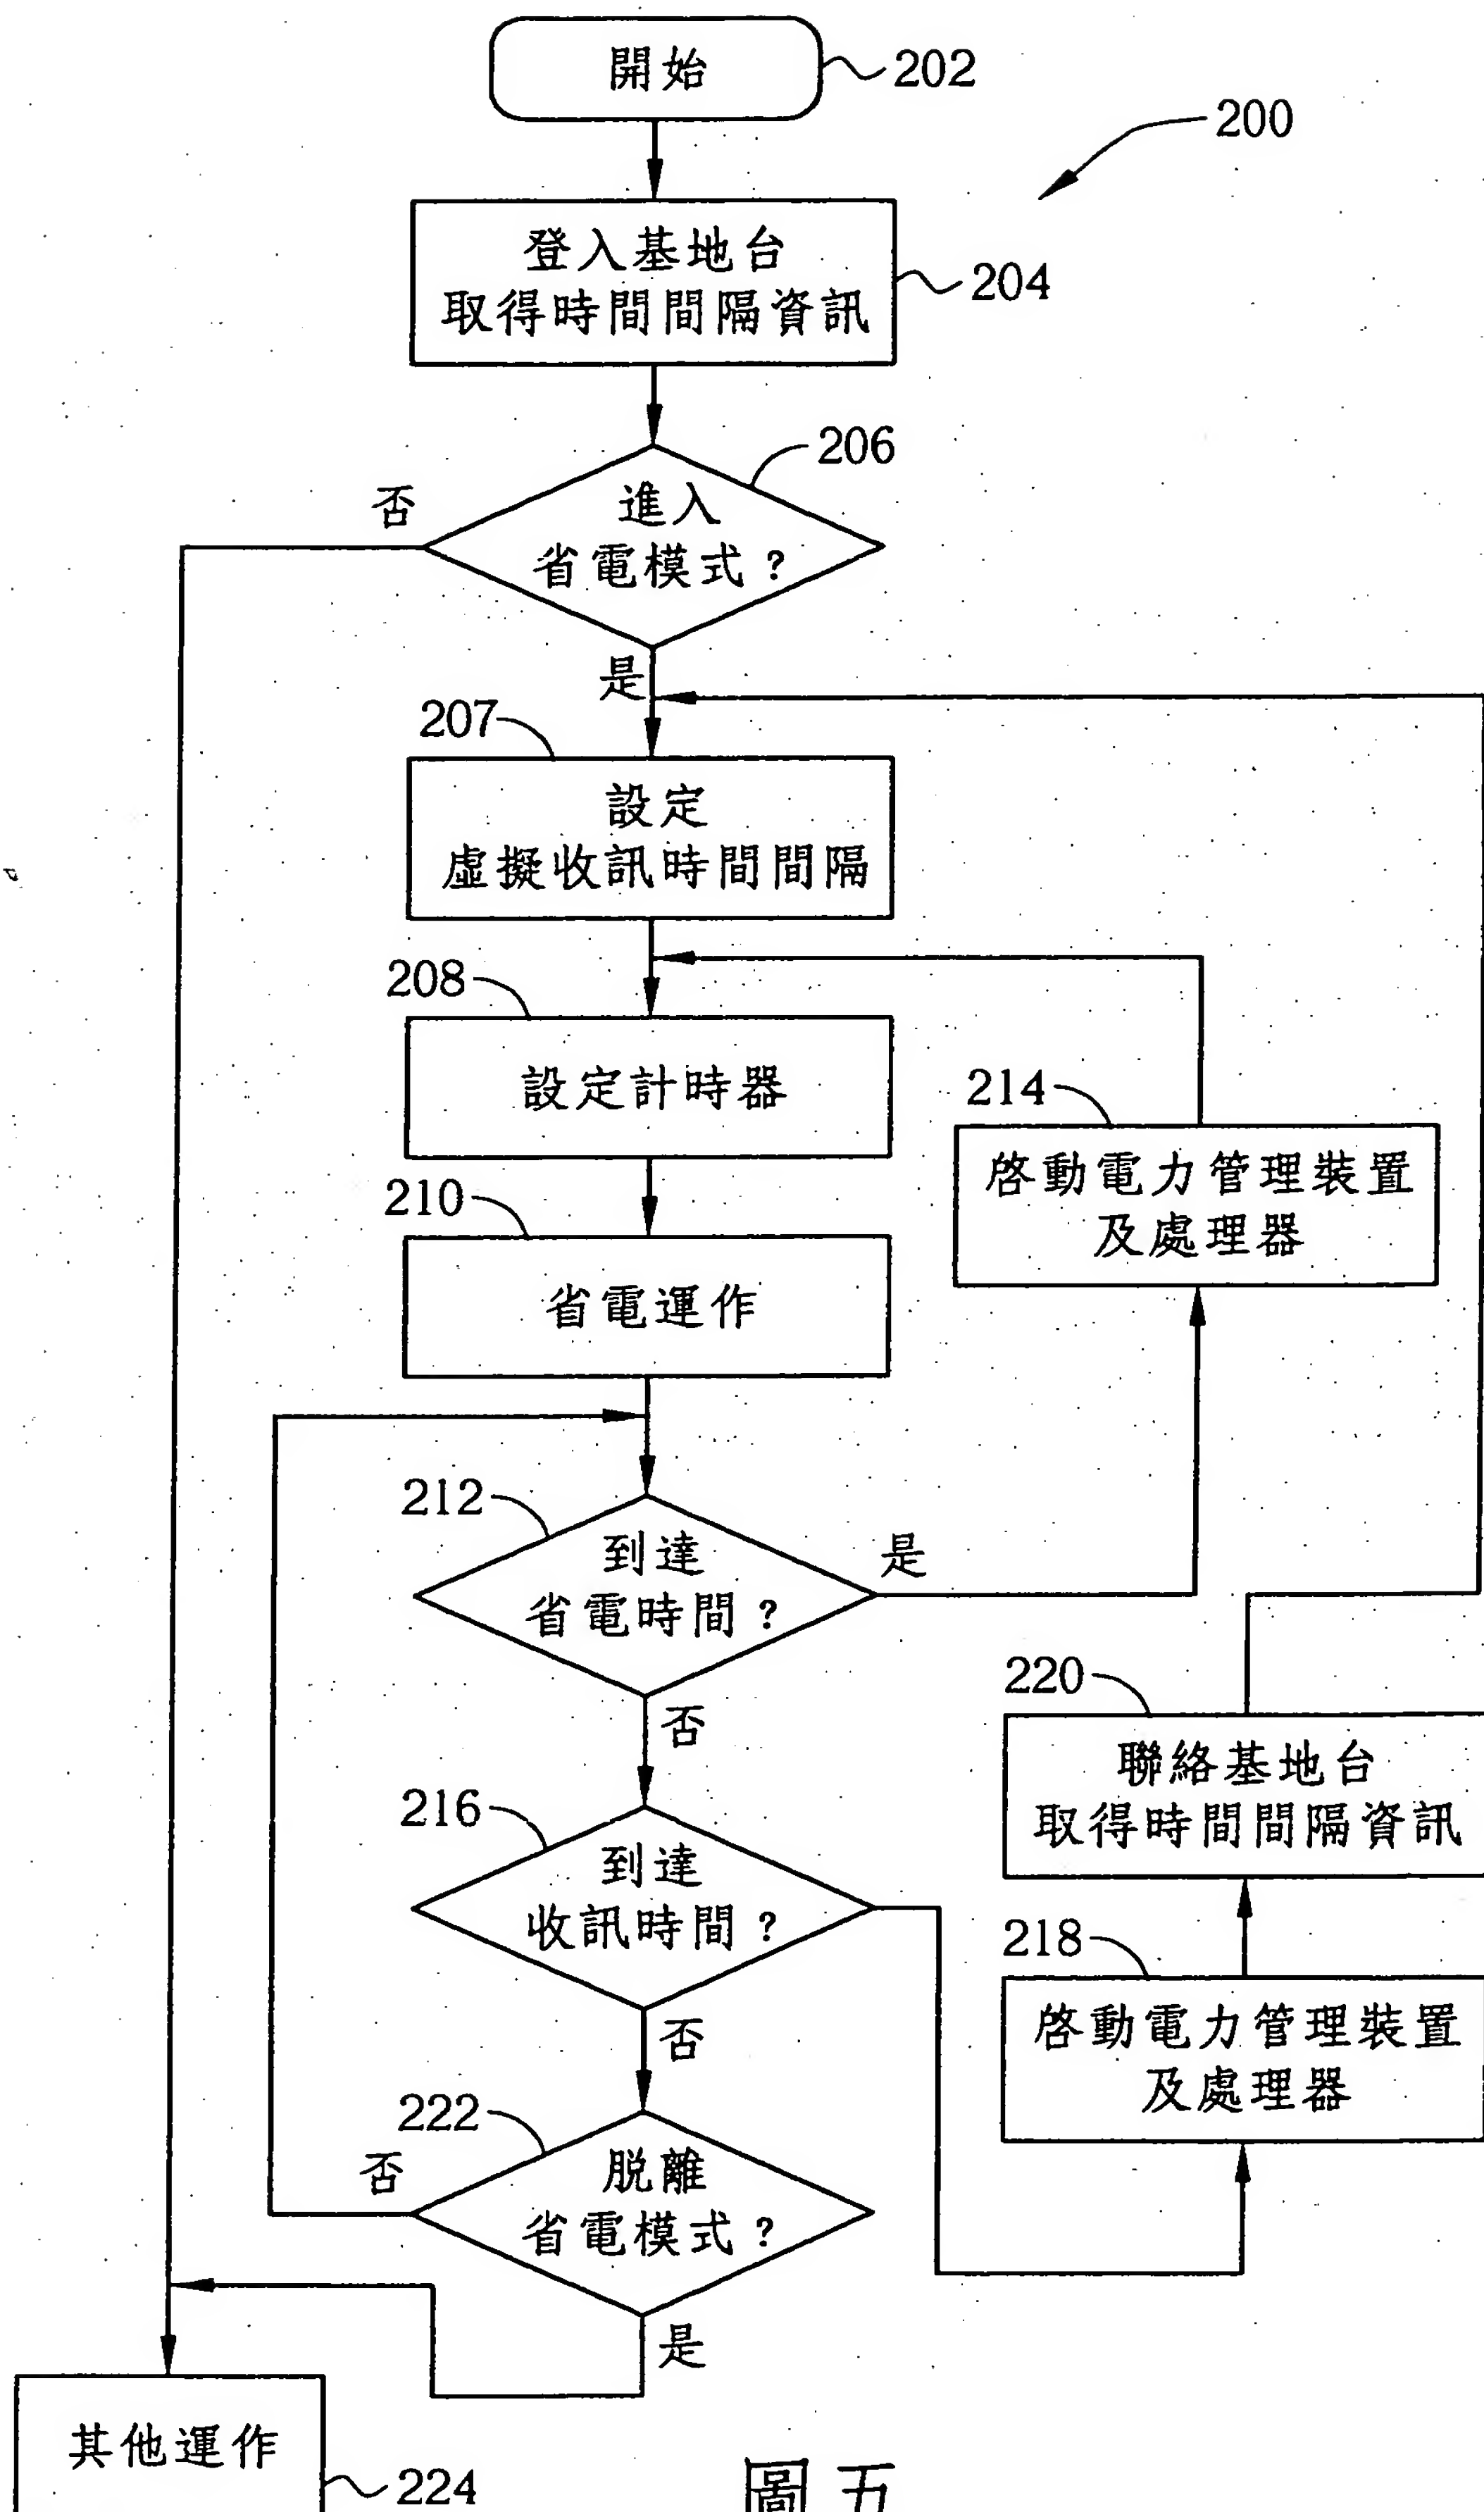 開始
202
200
登入基地台
取得時間間隔資訊
204
206
否
進入
省電模式?
是
207
設定
虛擬收訊時間間隔
208
設定計時器
214
啓動電力管理裝置
及處理器
210
省電運作
212
到達
省電時間?
是
否
220
聯絡基地台
取得時間間隔資訊
216
到達
收訊時間?
否
218
啓動電力管理裝置
及處理器
222
否
脱離
省電模式?
是
其他運作
224
圖五